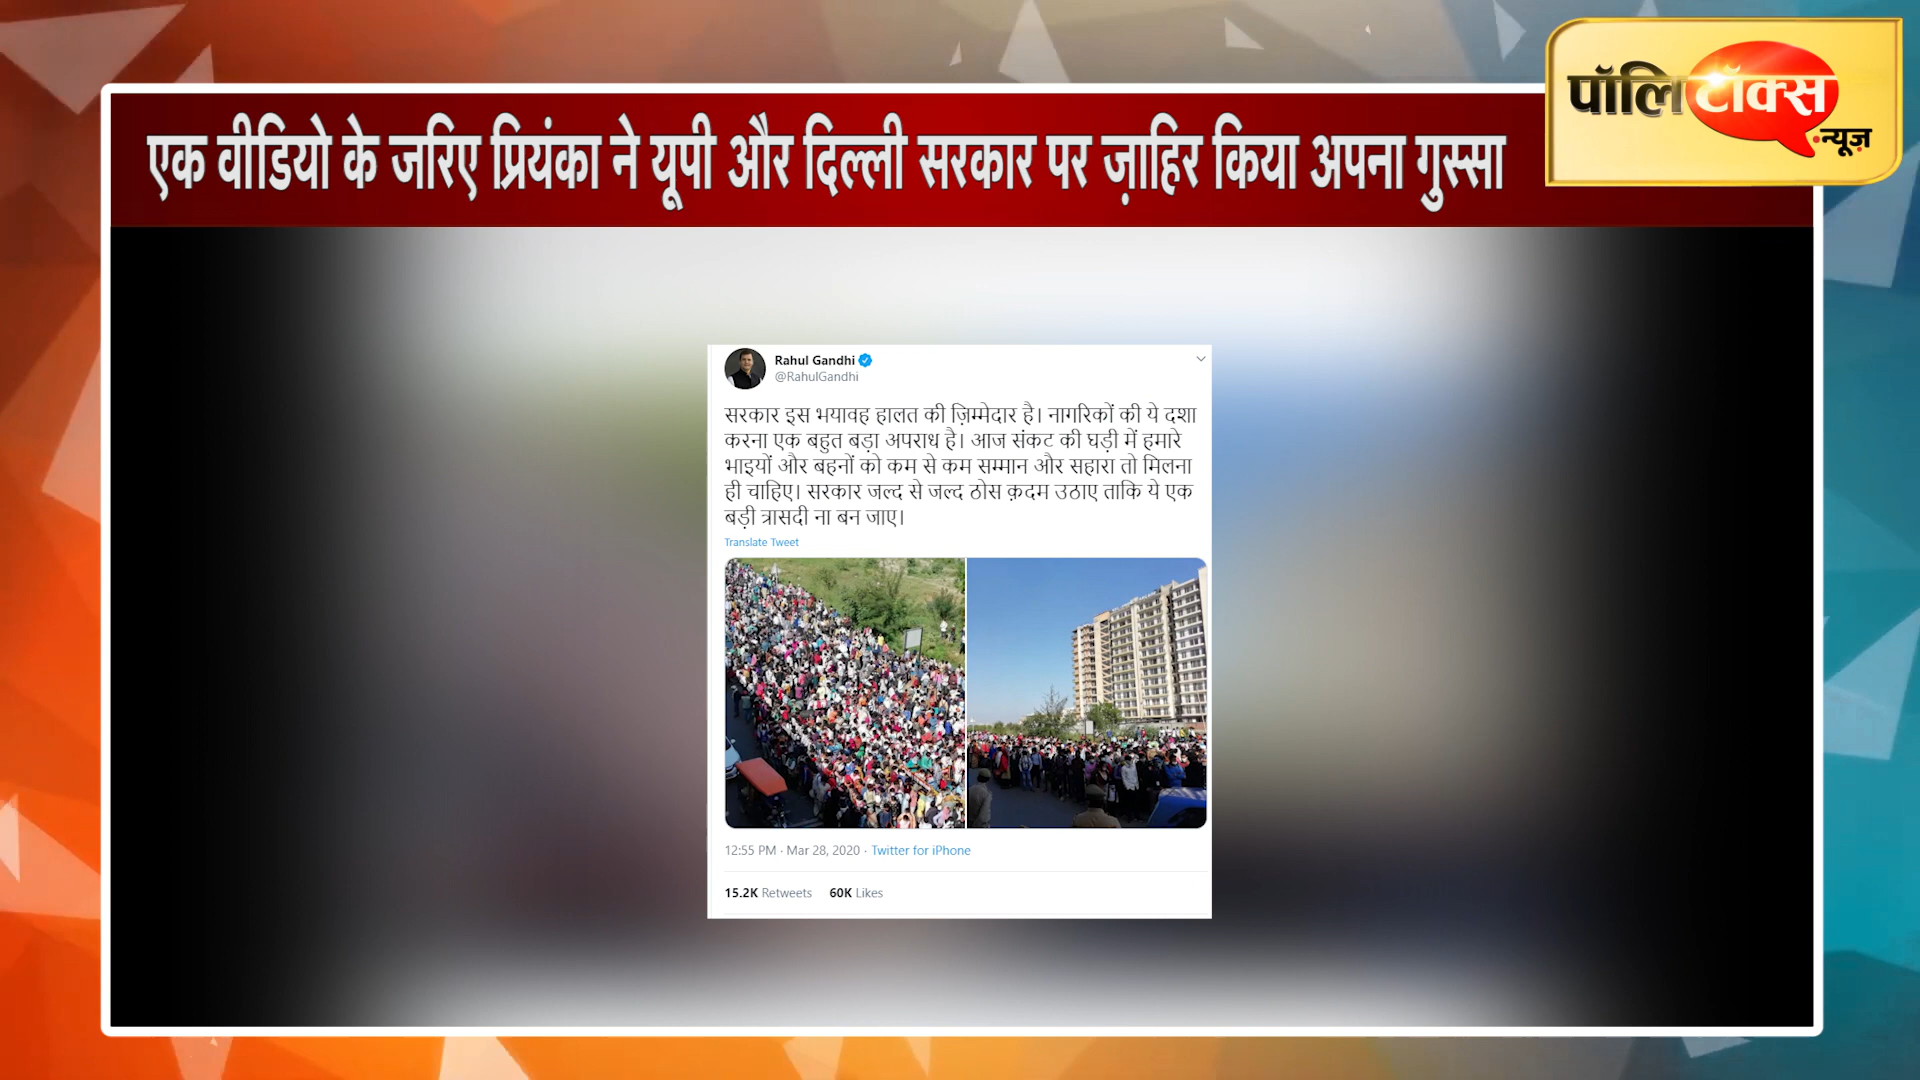 पॉलिटॉक्स
न्यूज़
एक वीडियो के जरिए प्रियंका ने यूपी और दिल्ली सरकार पर ज़ाहिर किया अपना गुस्सा
Rahul Gandhi
@RahulGandhi
सरकार इस भयावह हालत की ज़िम्मेदार है। नागरिकों की ये दशा
करना एक बहुत बड़ा अपराध है। आज संकट की घड़ी में हमारे
भाइयों और बहनों को कम से कम सम्मान और सहारा तो मिलना
ही चाहिए। सरकार जल्द से जल्द ठोस क़दम उठाए ताकि ये एक
बड़ी त्रासदी ना बन जाए।
Translate Tweet
12:55 PM · Mar 28, 2020 · Twitter for iPhone
15.2K Retweets 60K Likes